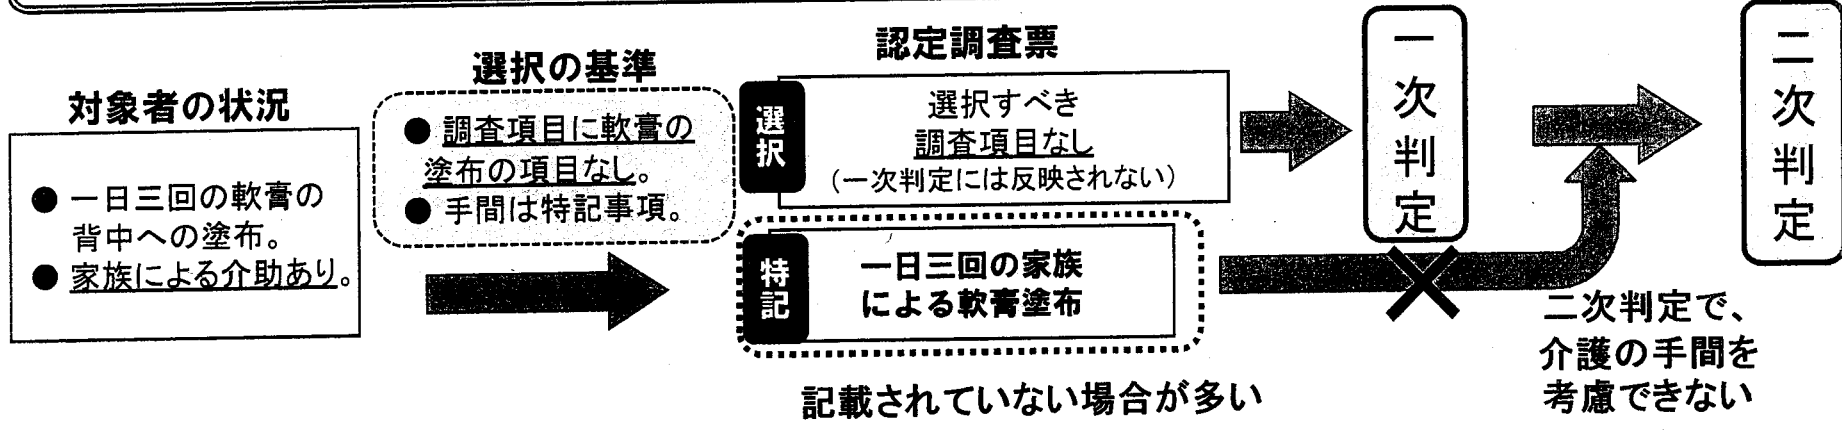 対象者の状況
● 一日三回の軟膏の
背中への塗布。
● 家族による介助あり。
選択の基準
● 調査項目に軟膏の
塗布の項目なし。
● 手間は特記事項。
認定調査票
選択
選択すべき
調査項目なし
(一次判定には反映されない)
特記
一日三回の家族
による軟膏塗布
記載されていない場合が多い
一次判定
二次判定で、
介護の手間を
考慮できない
二次判定